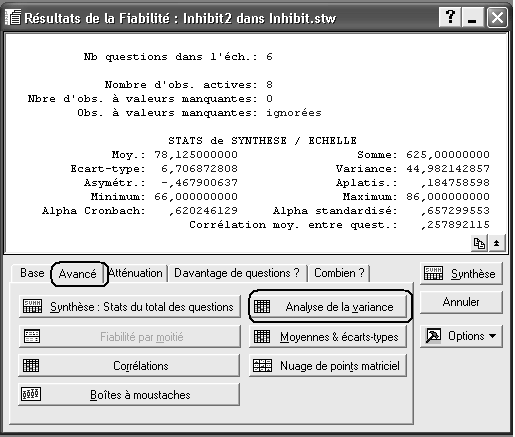 Résultats de la Fiabilité : Inhibit2 dans Inhibit.stw
Nb questions dans l'éch.: 6
Nombre d'obs. actives: 8
Nbre d'obs. à valeurs manquantes: 0
Obs. à valeurs manquantes: ignorées
STATS de SYNTHESE / ECHELLE
Moy.: 78,125000000 Somme: 625,00000000
Ecart-type: 6,706872808 Variance: 44,982142857
Asymétr.: -,467900637 Aplatis.: ,184758598
Minimum: 66,000000000 Maximum: 86,000000000
Alpha Cronbach: ,620246129 Alpha standardisé: ,657299553
Corrélation moy. entre quest.: ,257892115
Base Avancé Atténuation Davantage de questions ? Combien ?
Synthèse
Synthèse : Stats du total des questions Analyse de la variance
Annuler
Fiabilité par moitié Moyennes & écarts-types
Options
Corrélations Nuage de points matriciel
Boîtes à moustaches